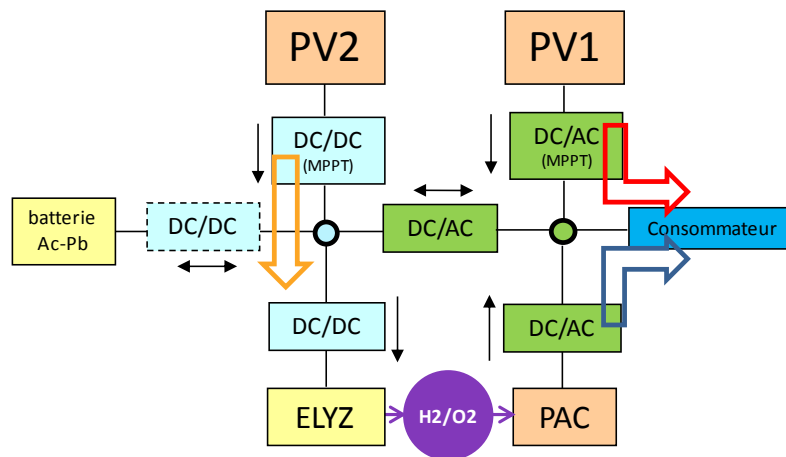 PV2
PV1
DC/DC
(MPPT)
DC/AC
(MPPT)
batterie
Ac-Pb
DC/DC
DC/AC
Consommateur
DC/DC
DC/AC
ELYZ
H2/O2
PAC